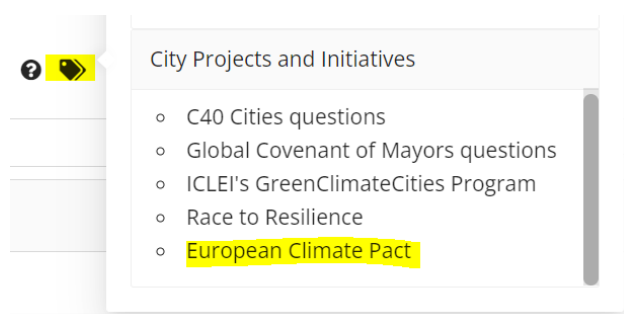 City Projects and Initiatives
C40 Cities questions
Global Covenant of Mayors questions
ICLEI's GreenClimateCities Program
Race to Resilience
European Climate Pact